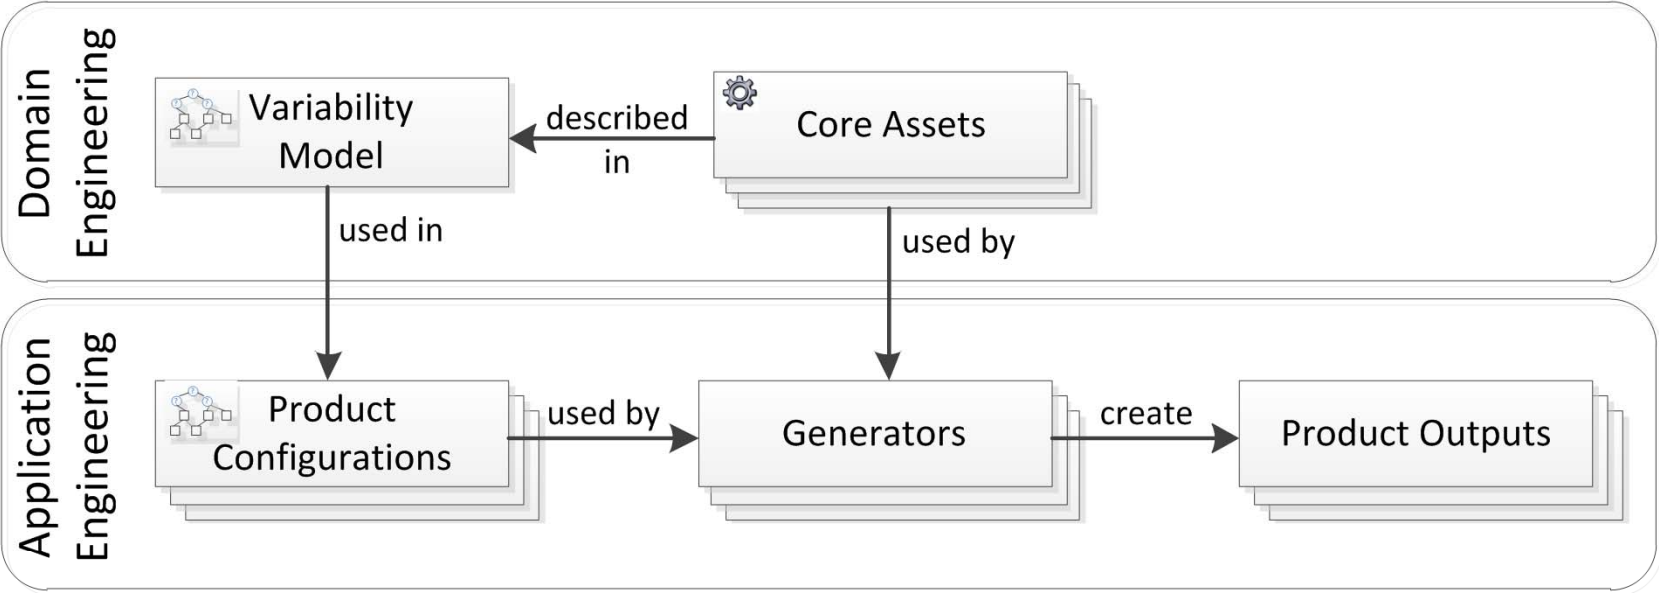 Domain
Engineering
Variability
Model
described
in
Core Assets
used in
used by
Application
Engineering
Product
Configurations
used by
Generators
create
Product Outputs